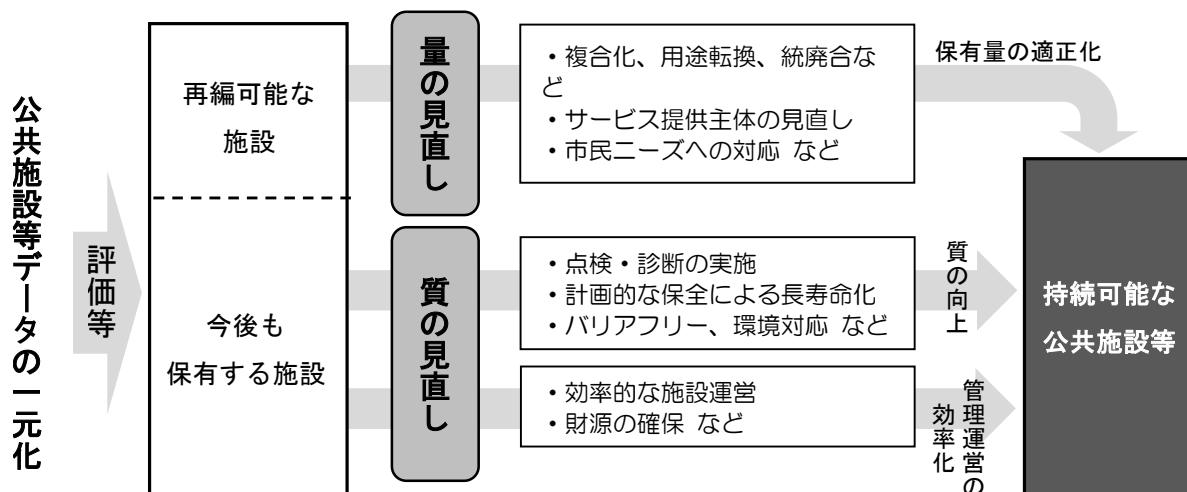 公共施設等データの一元化
評価等
再編可能な
施設
今後も
保有する施設
量の見直し
・複合化、用途転換、統廃合な
ど
・サービス提供主体の見直し
・市民ニーズへの対応 など
保有量の適正化
質の見直し
・点検・診断の実施
・計画的な保全による長寿命化
・バリアフリー、環境対応 など
質の向上
・効率的な施設運営
・財源の確保 など
管理運営の
効率化
持続可能な
公共施設等